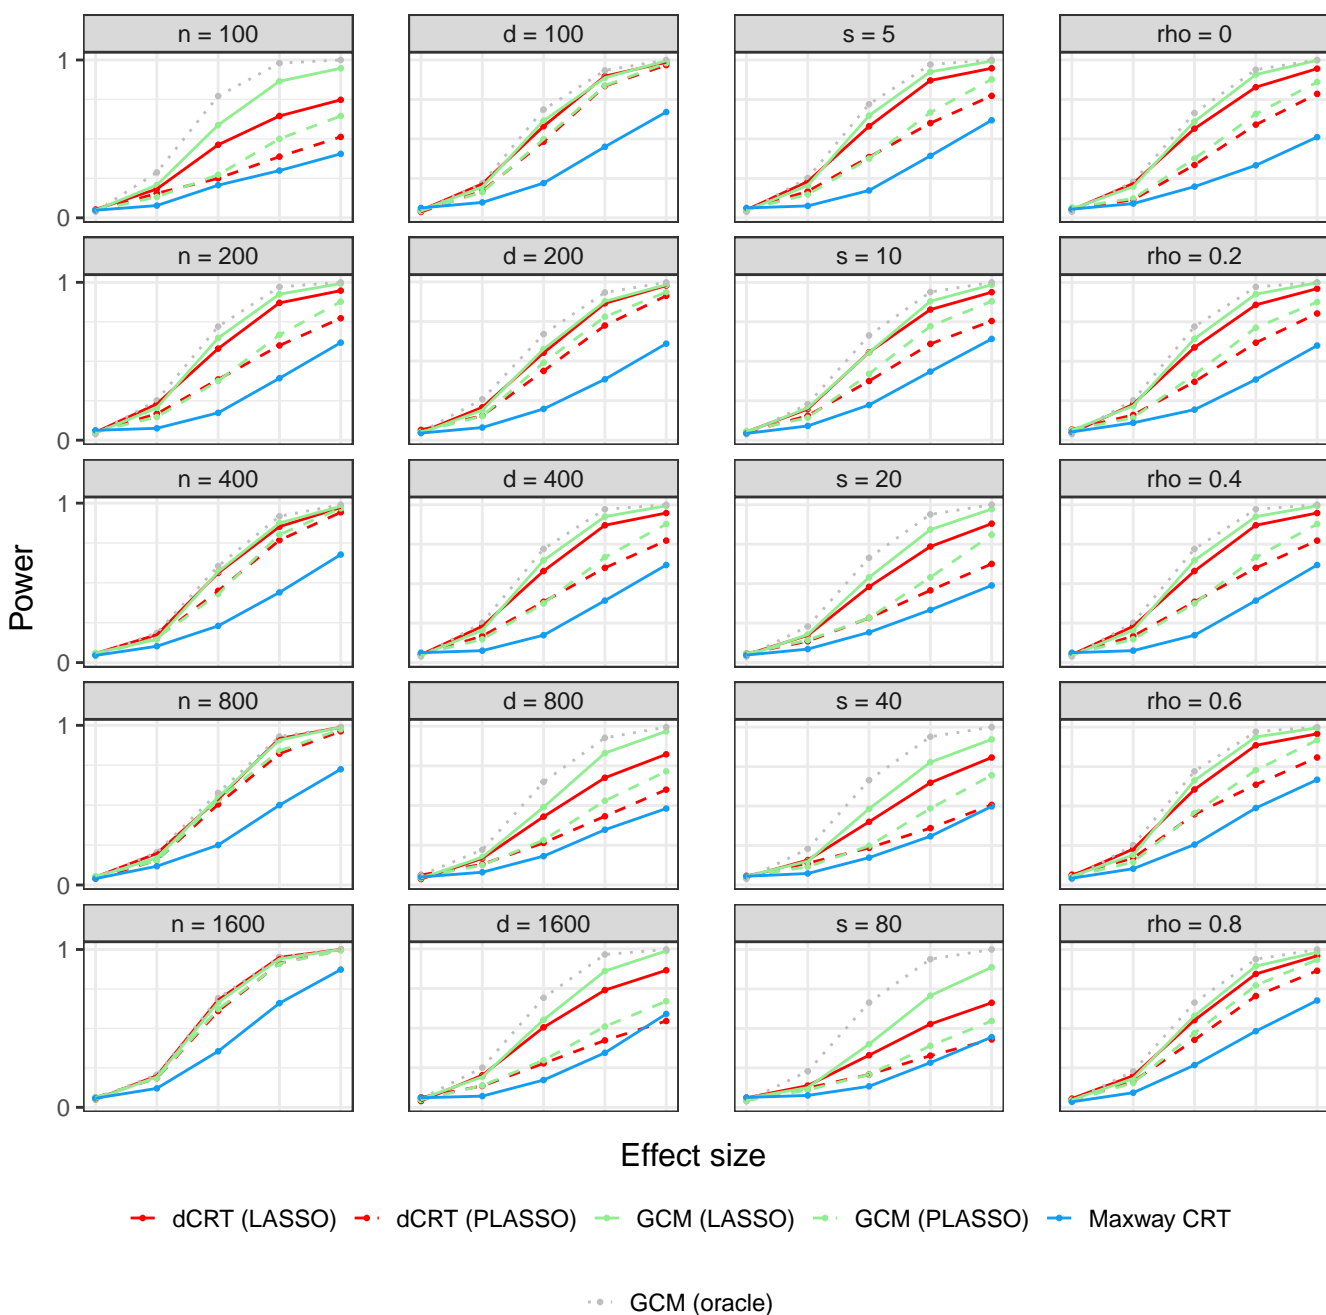 n = 100 d = 100 s = 5 rho = 0
1
0
n = 200 d = 200 s = 10 rho = 0.2
1
0
n = 400 d = 400 s = 20 rho = 0.4
1
0
n = 800 d = 800 s = 40 rho = 0.6
1
0
n = 1600 d = 1600 s = 80 rho = 0.8
1
0
Power
Effect size
dCRT (LASSO) dCRT (PLASSO) GCM (LASSO) GCM (PLASSO) Maxway CRT
GCM (oracle)